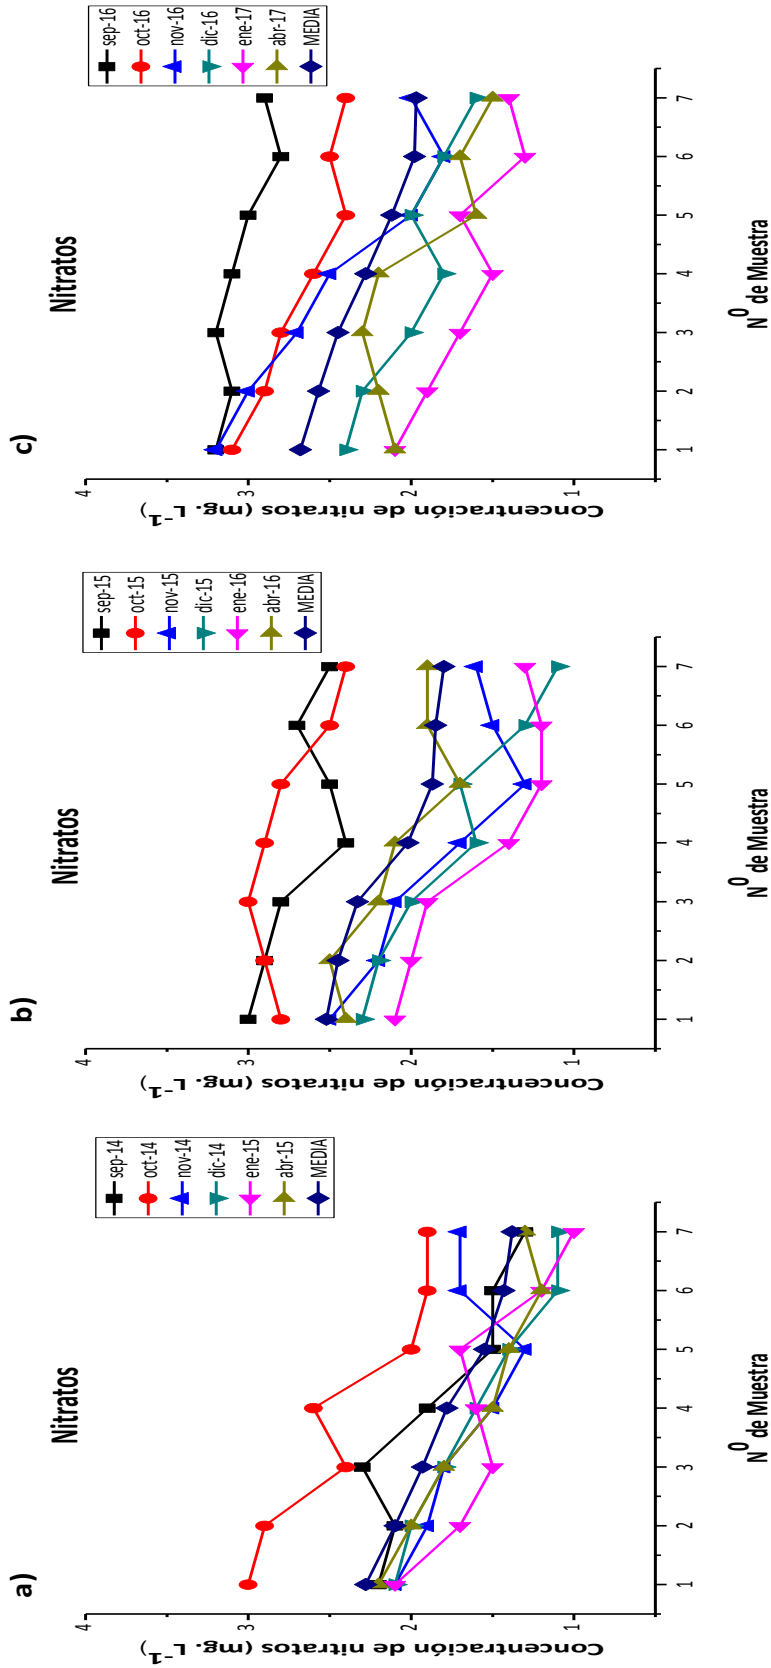 a)
Nitratos
sep-14
oct-14
nov-14
dic-14
ene-15
abr-15
MEDIA
4
3
2
1
Concentración de nitratos (mg. L⁻¹)
1 2 3 4 5 6 7
N⁰ de Muestra
b)
Nitratos
sep-15
oct-15
nov-15
dic-15
ene-16
abr-16
MEDIA
4
3
2
1
Concentración de nitratos (mg. L⁻¹)
1 2 3 4 5 6 7
N⁰ de Muestra
c)
Nitratos
sep-16
oct-16
nov-16
dic-16
ene-17
abr-17
MEDIA
4
3
2
1
Concentración de nitratos (mg. L⁻¹)
1 2 3 4 5 6 7
N⁰ de Muestra